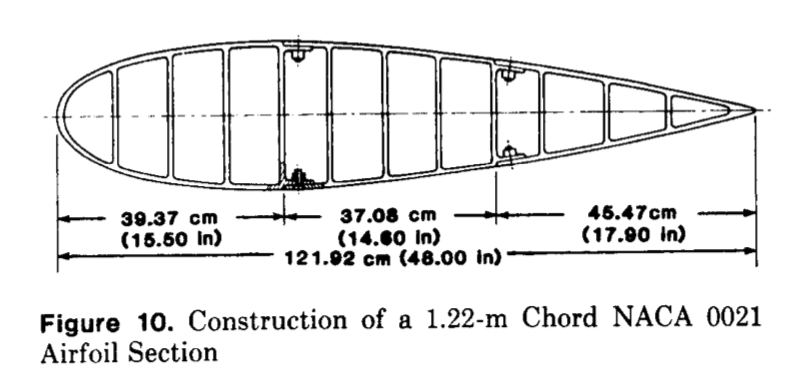 39.37 cm 37.08 cm 45.47cm
(15.50 in) (14.60 in) (17.90 in)
121.92 cm (48.00 in)
Figure 10. Construction of a 1.22-m Chord NACA 0021
Airfoil Section